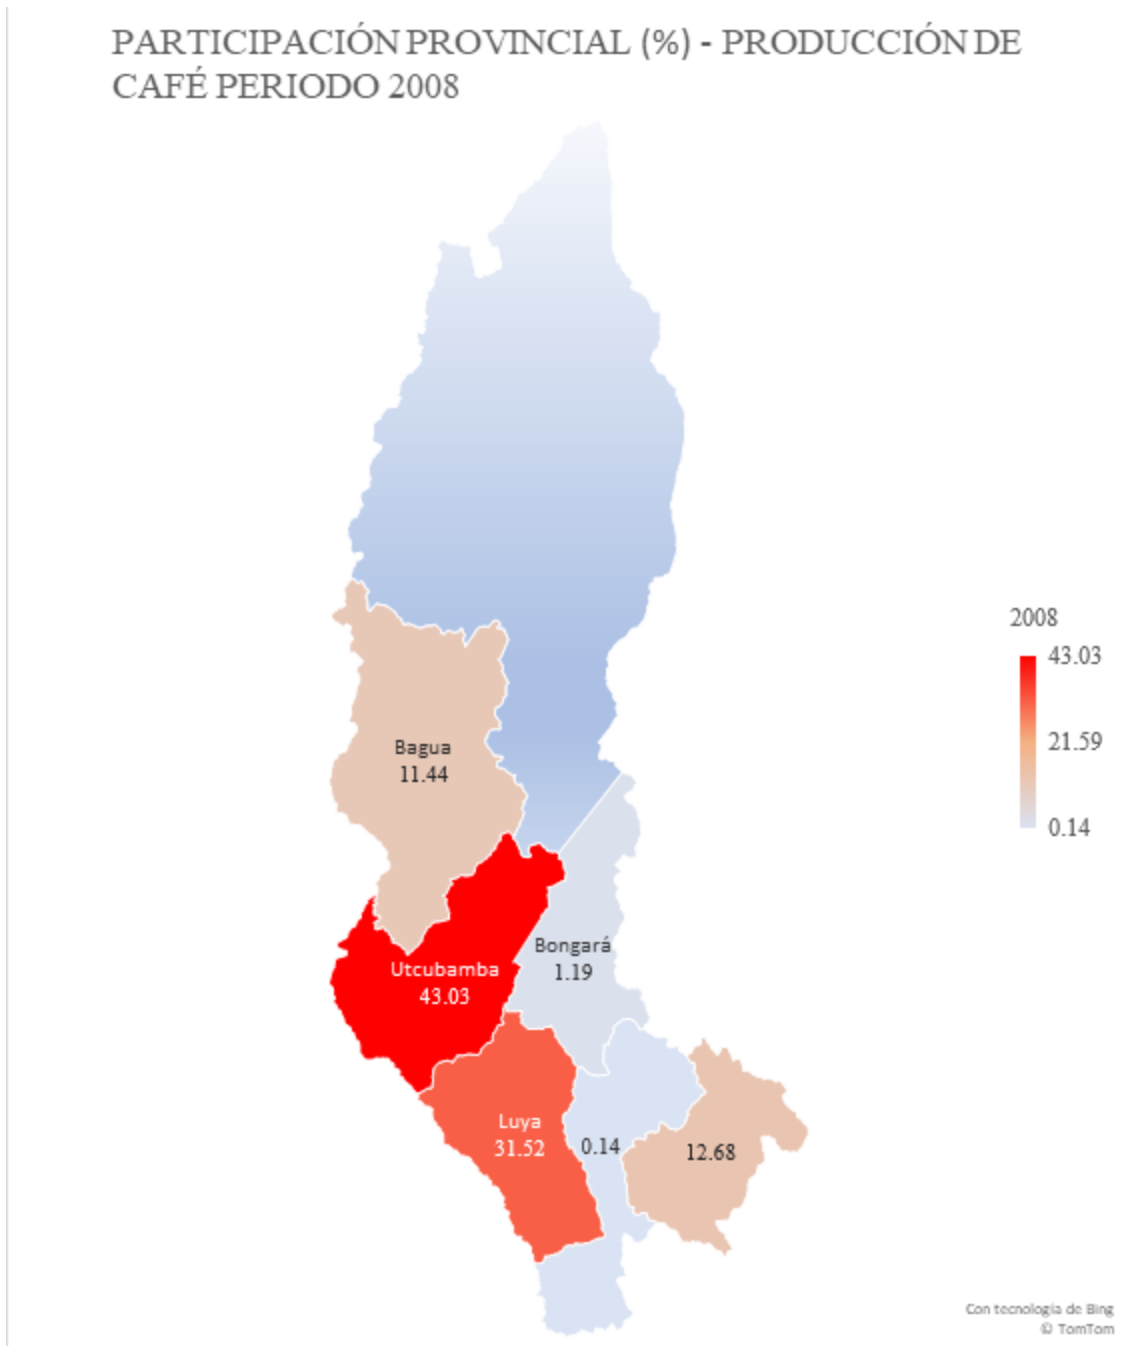 PARTICIPACIÓN PROVINCIAL (%) - PRODUCCIÓN DE
CAFÉ PERIODO 2008
2008
43.03
21.59
0.14
Bagua
11.44
Bongará
1.19
Utcubamba
43.03
Luya
31.52
0.14
12.68
Con tecnología de Bing
© TomTom